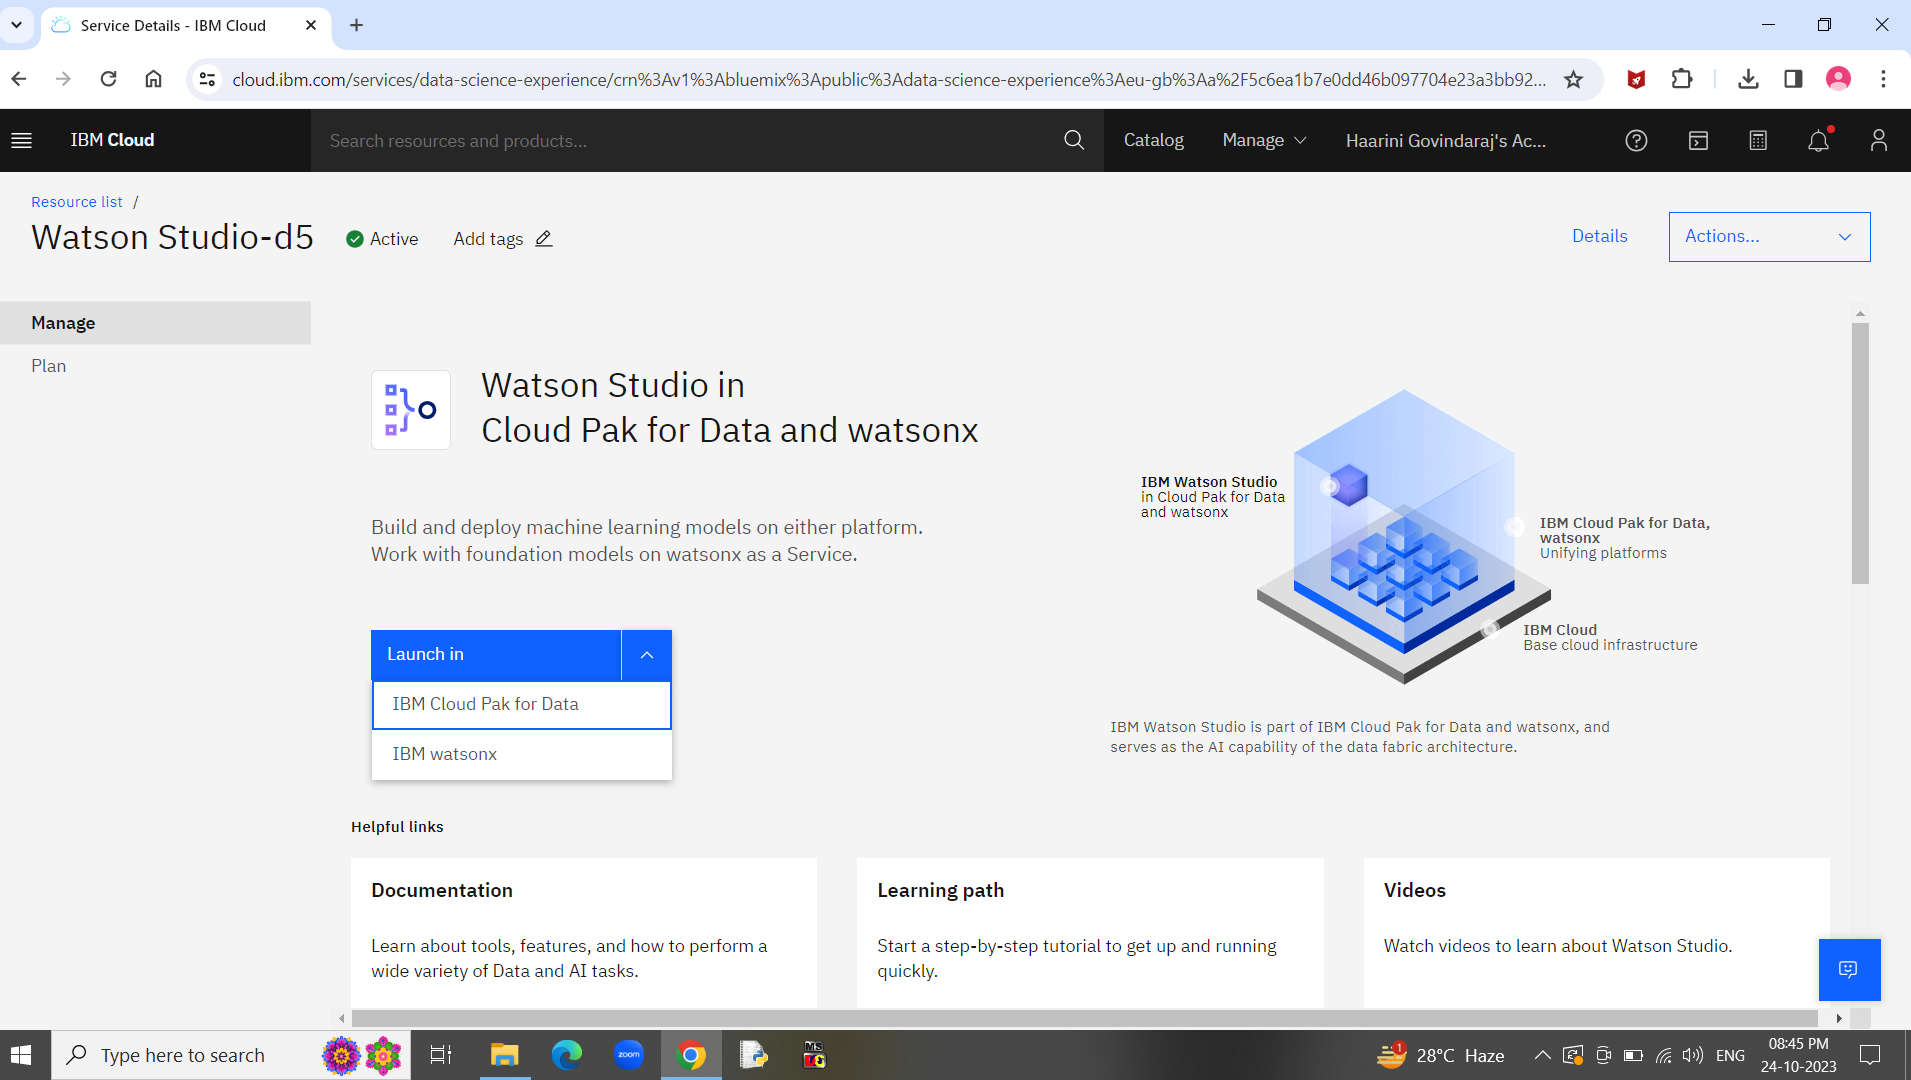 Service Details - IBM Cloud
cloud.ibm.com/services/data-science-experience/crn%3Av1%3Abluemix%3Apublic%3Adata-science-experience%3Aeu-gb%3Aa%2F5c6ea1b7e0dd46b097704e23a3bb92...
IBM Cloud
Search resources and products...
Catalog
Manage
Haarini Govindaraj's Ac...
Resource list /
Watson Studio-d5
Active
Add tags
Details
Actions...
Manage
Plan
Watson Studio in
Cloud Pak for Data and watsonx
Build and deploy machine learning models on either platform.
Work with foundation models on watsonx as a Service.
Launch in
IBM Cloud Pak for Data
IBM watsonx
IBM Watson Studio
in Cloud Pak for Data
and watsonx
IBM Cloud Pak for Data,
watsonx
Unifying platforms
IBM Cloud
Base cloud infrastructure
IBM Watson Studio is part of IBM Cloud Pak for Data and watsonx, and
serves as the AI capability of the data fabric architecture.
Helpful links
Documentation
Learn about tools, features, and how to perform a
wide variety of Data and AI tasks.
Learning path
Start a step-by-step tutorial to get up and running
quickly.
Videos
Watch videos to learn about Watson Studio.
Type here to search
zoom
MS
1
28°C Haze
ENG
08:45 PM
24-10-2023